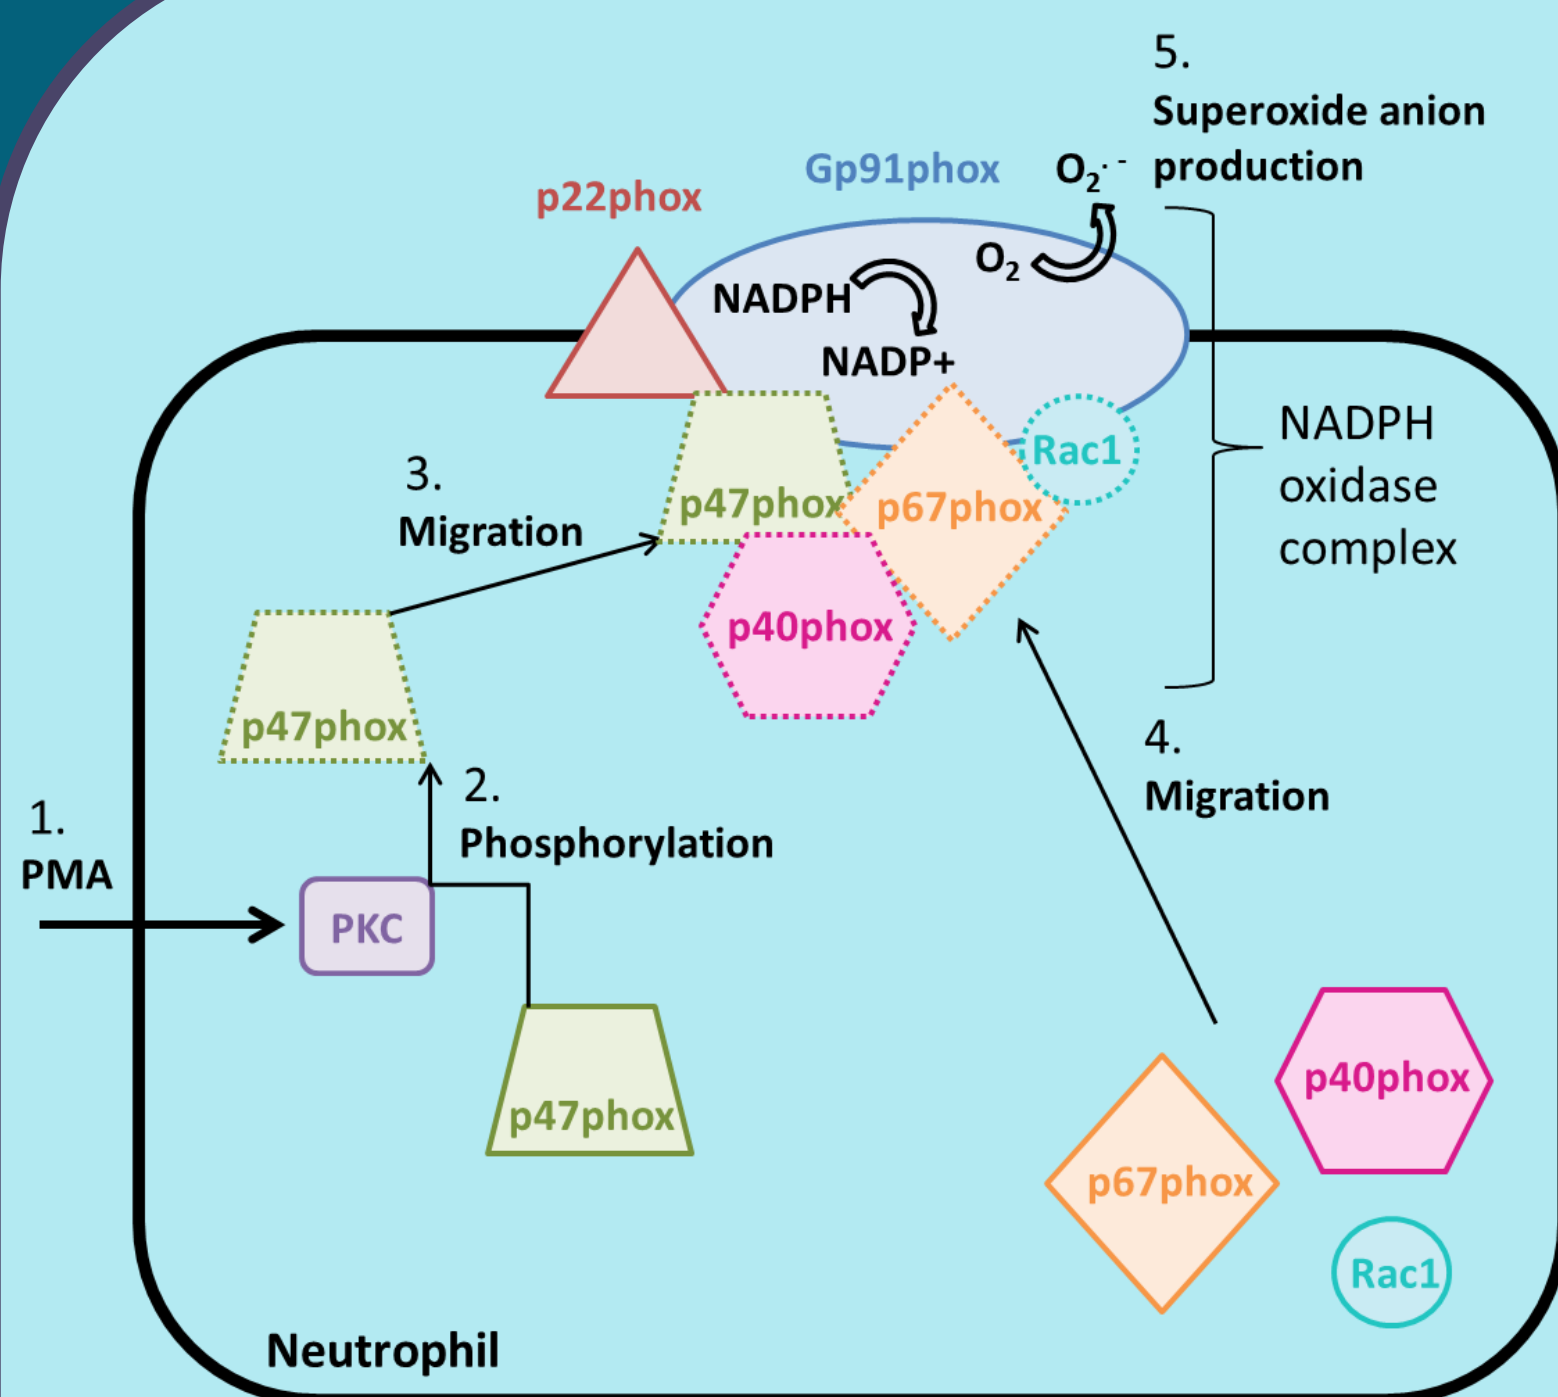 5.
Superoxide anion
production
O₂·⁻
Gp91phox
p22phox
O₂
NADPH
NADP+
NADPH
oxidase
complex
Rac1
p47phox
p67phox
p40phox
3.
Migration
p47phox
4.
Migration
2.
Phosphorylation
1.
PMA
PKC
p47phox
p40phox
p67phox
Rac1
Neutrophil